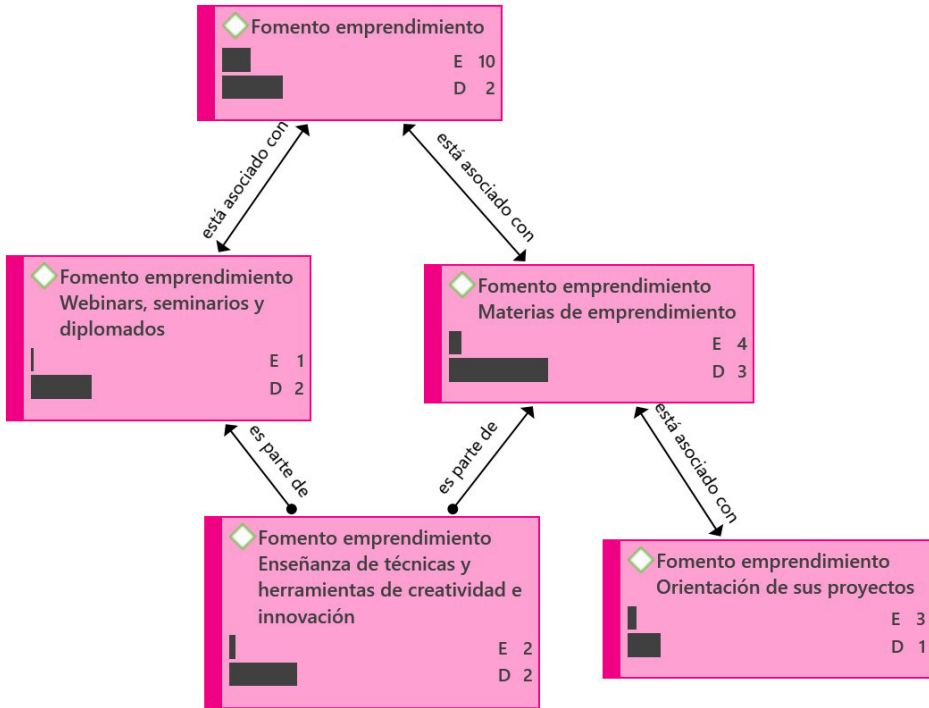 Fomento emprendimiento
E 10
D 2
está asociado con
está asociado con
Fomento emprendimiento
Webinars, seminarios y
diplomados
E 1
D 2
Fomento emprendimiento
Materias de emprendimiento
E 4
D 3
es parte de
es parte de
está asociado con
Fomento emprendimiento
Enseñanza de técnicas y
herramientas de creatividad e
innovación
E 2
D 2
Fomento emprendimiento
Orientación de sus proyectos
E 3
D 1